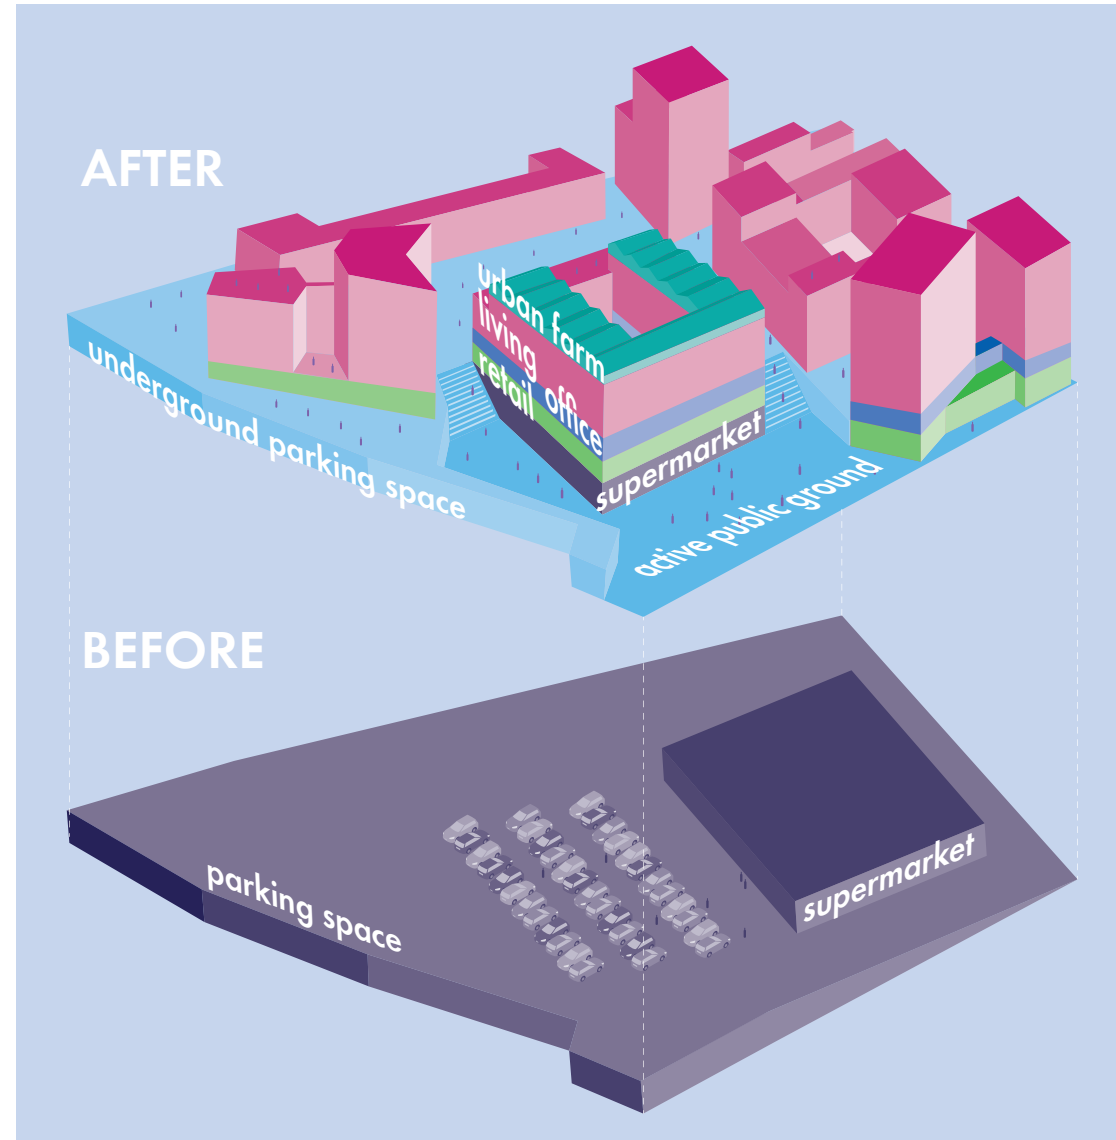 AFTER
urban farm
living
office
retail
supermarket
underground parking space
active public ground
BEFORE
parking space
supermarket